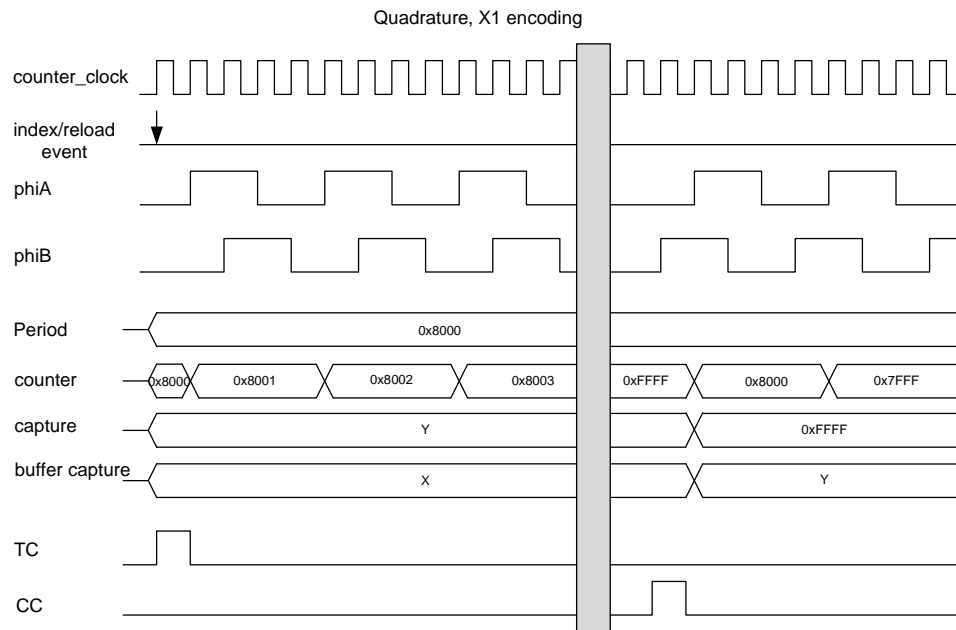 Quadrature, X1 encoding
counter_clock
index/reload
event
phiA
phiB
Period
0x8000
counter
0x8000
0x8001
0x8002
0x8003
0xFFFF
0x8000
0x7FFF
capture
Y
0xFFFF
buffer capture
X
Y
TC
CC